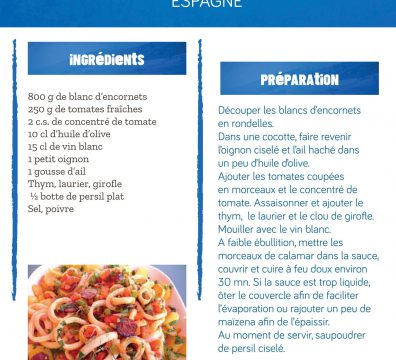 ESPAGNE
INGRÉDIENTS
800 g de blanc d'encornets
250 g de tomates fraîches
2 c.s. de concentré de tomate
10 cl d'huile d'olive
15 cl de vin blanc
1 petit oignon
1 gousse d'ail
Thym, laurier, girofle
½ botte de persil plat
Sel, poivre
PRÉPARATION
Découper les blancs d'encornets
en rondelles.
Dans une cocotte, faire revenir
l'oignon ciselé et l'ail haché dans
un peu d'huile d'olive.
Ajouter les tomates coupées
en morceaux et le concentré de
tomate. Assaisonner et ajouter le
thym, le laurier et le clou de girofle.
Mouiller avec le vin blanc.
A faible ébullition, mettre les
morceaux de calamar dans la sauce,
couvrir et cuire à feu doux environ
30 mn. Si la sauce est trop liquide,
ôter le couvercle afin de faciliter
l'évaporation ou rajouter un peu de
maïzena afin de l'épaissir.
Au moment de servir, saupoudrer
de persil ciselé.